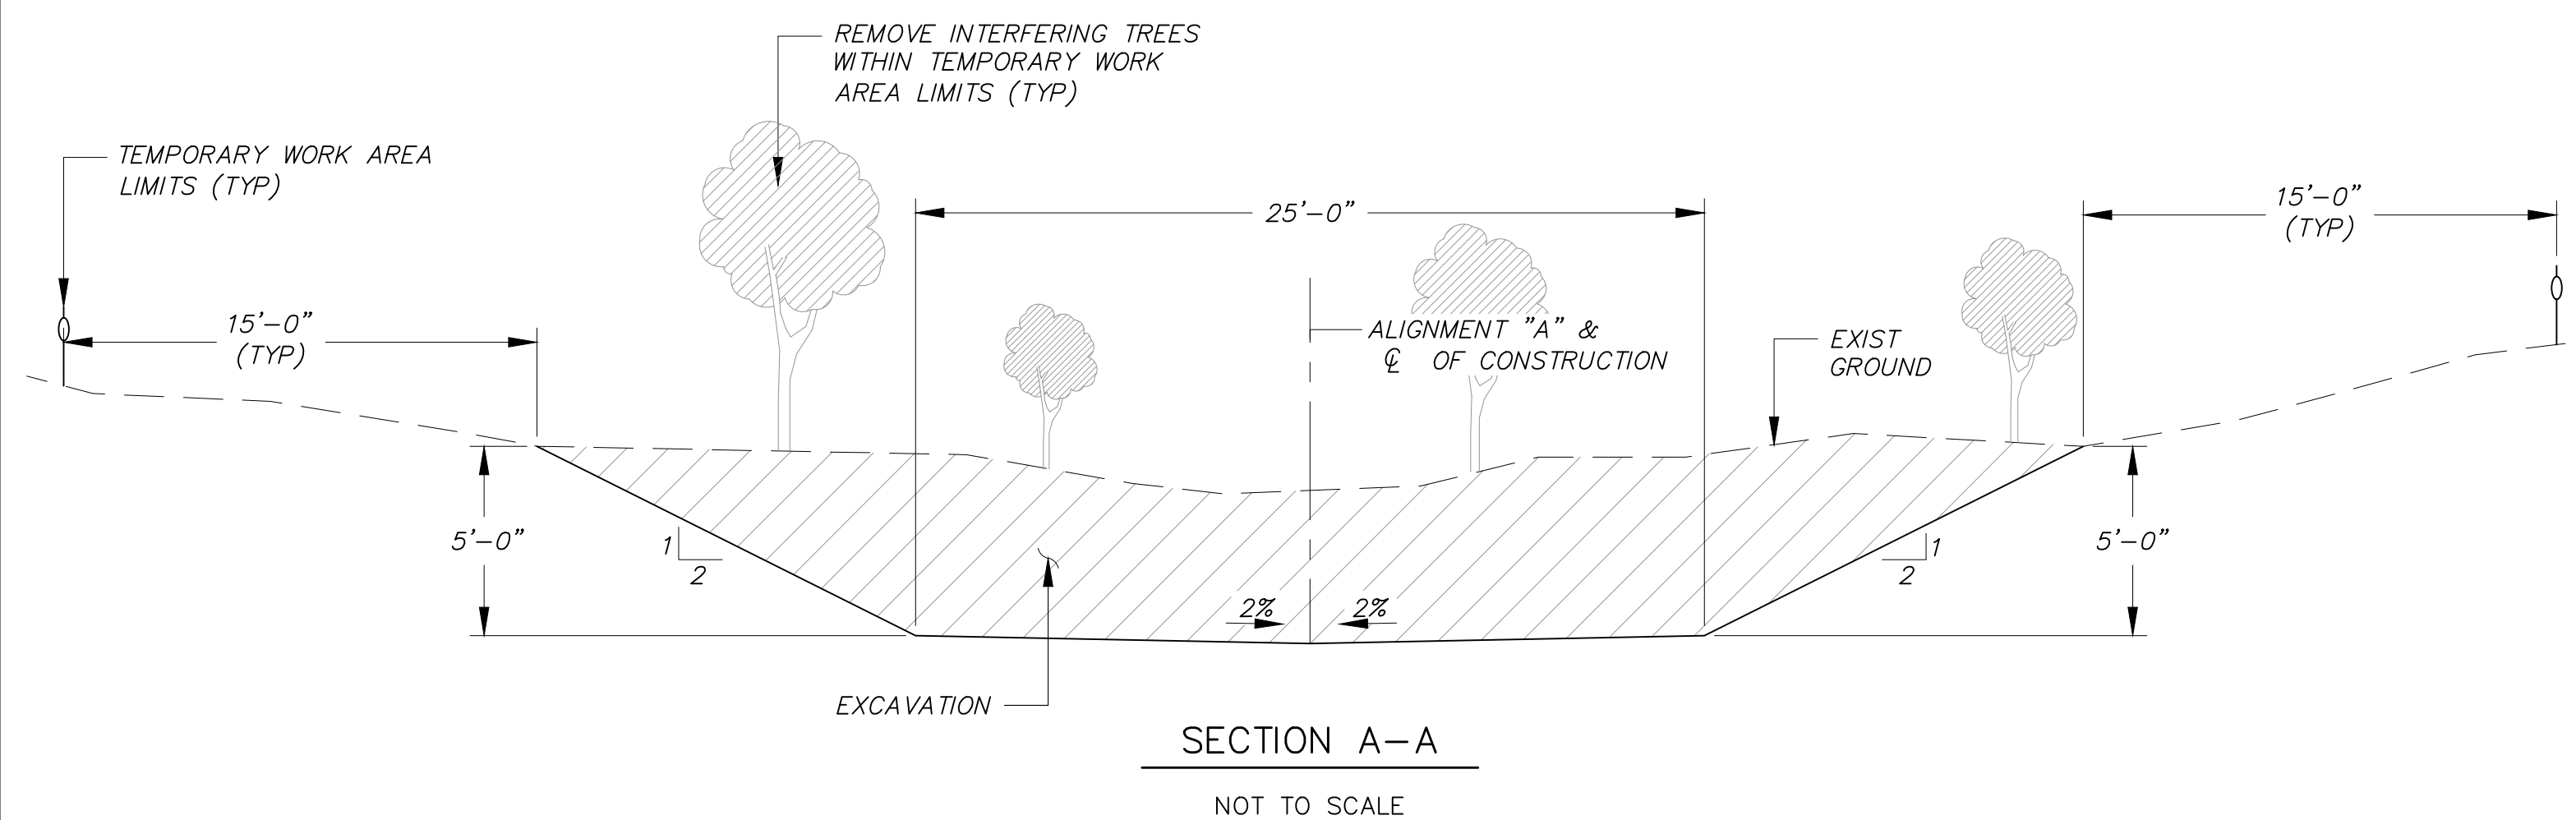 REMOVE INTERFERING TREES
WITHIN TEMPORARY WORK
AREA LIMITS (TYP)
TEMPORARY WORK AREA
LIMITS (TYP)
25'-0"
15'-0"
(TYP)
15'-0"
(TYP)
ALIGNMENT "A" &
℄ OF CONSTRUCTION
EXIST
GROUND
5'-0"
1
2
1
2
5'-0"
2%
2%
EXCAVATION
SECTION A-A
NOT TO SCALE